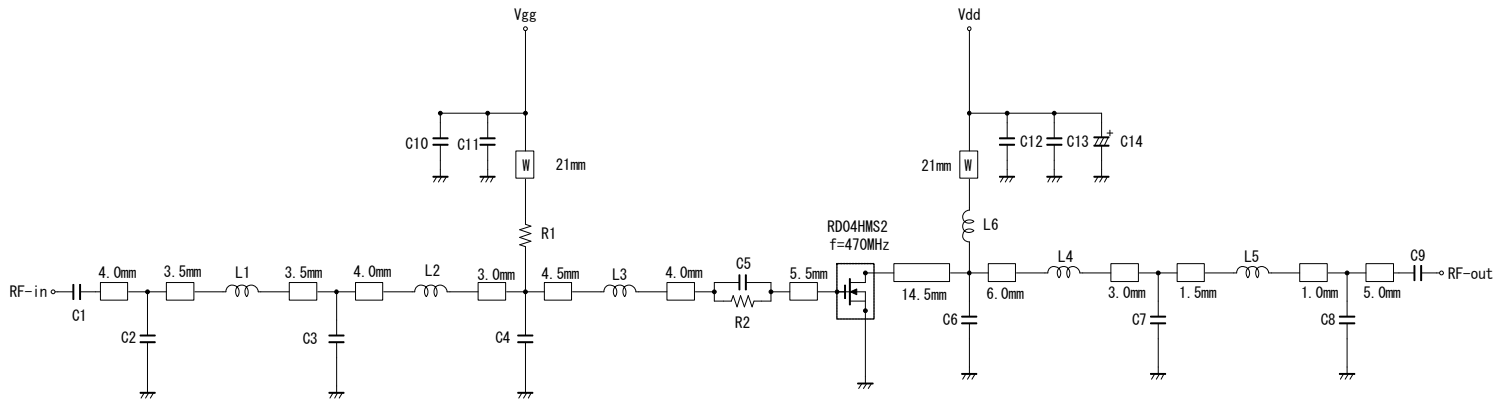 Vgg
Vdd
C10
C11
W
21mm
21mm
W
C12
C13
+
C14
R1
L6
RD04HMS2
f=470MHz
RF-in
C1
4.0mm
3.5mm
L1
3.5mm
4.0mm
L2
3.0mm
4.5mm
L3
4.0mm
C5
R2
5.5mm
14.5mm
6.0mm
L4
3.0mm
1.5mm
L5
1.0mm
5.0mm
C9
RF-out
C2
C3
C4
C6
C7
C8